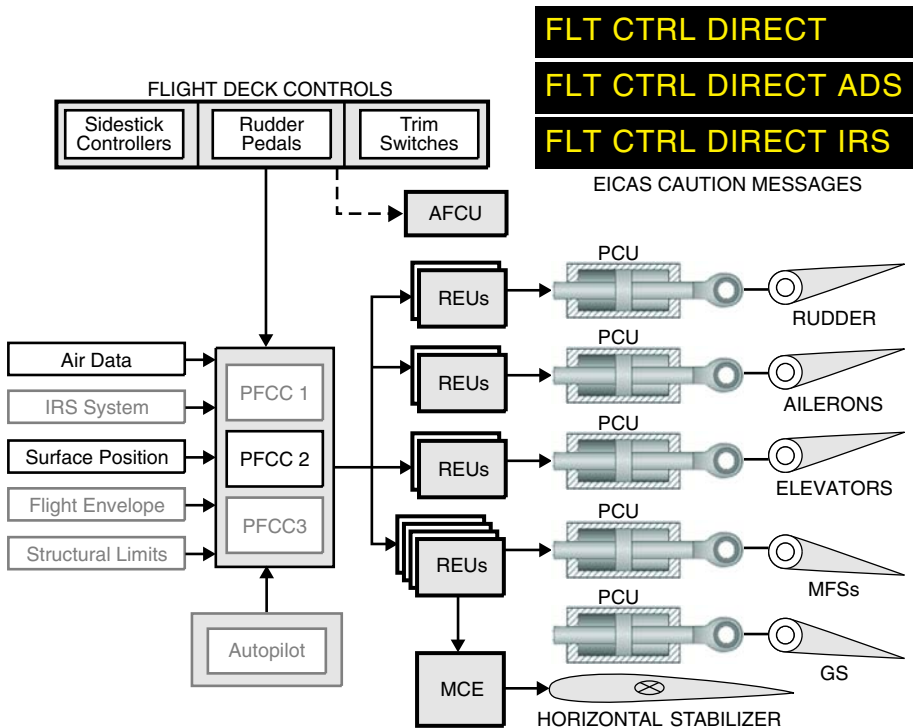 FLT CTRL DIRECT
FLT CTRL DIRECT ADS
FLT CTRL DIRECT IRS
EICAS CAUTION MESSAGES
FLIGHT DECK CONTROLS
Sidestick
Controllers
Rudder
Pedals
Trim
Switches
AFCU
REUs
PCU
RUDDER
Air Data
IRS System
Surface Position
Flight Envelope
Structural Limits
PFCC 1
PFCC 2
PFCC3
Autopilot
REUs
PCU
AILERONS
REUs
PCU
ELEVATORS
REUs
PCU
MFSs
PCU
GS
MCE
HORIZONTAL STABILIZER